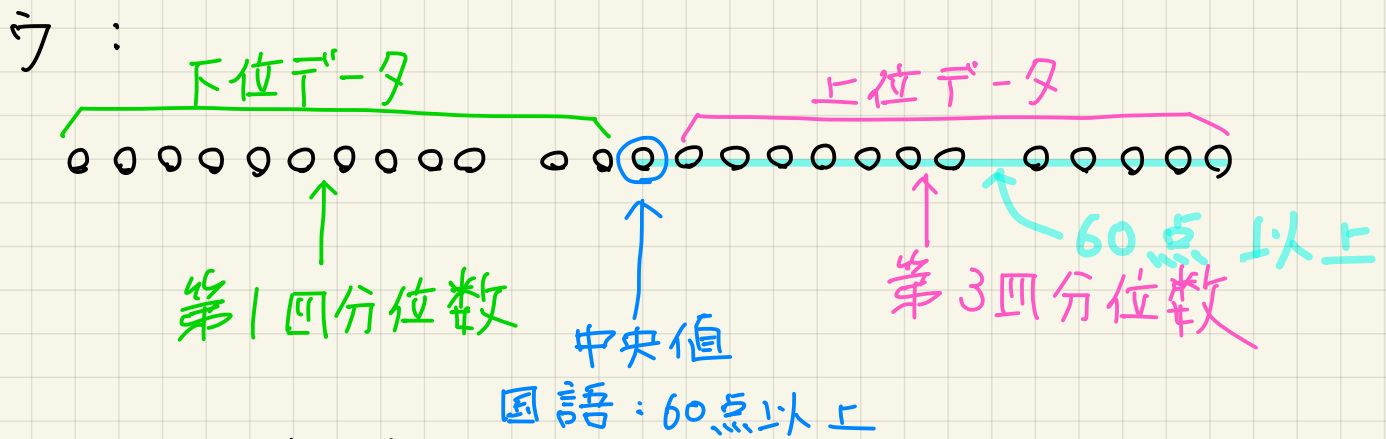 ウ：
下位データ
上位データ
60点以上
第1四分位数
第3四分位数
中央値
国語：60点以上